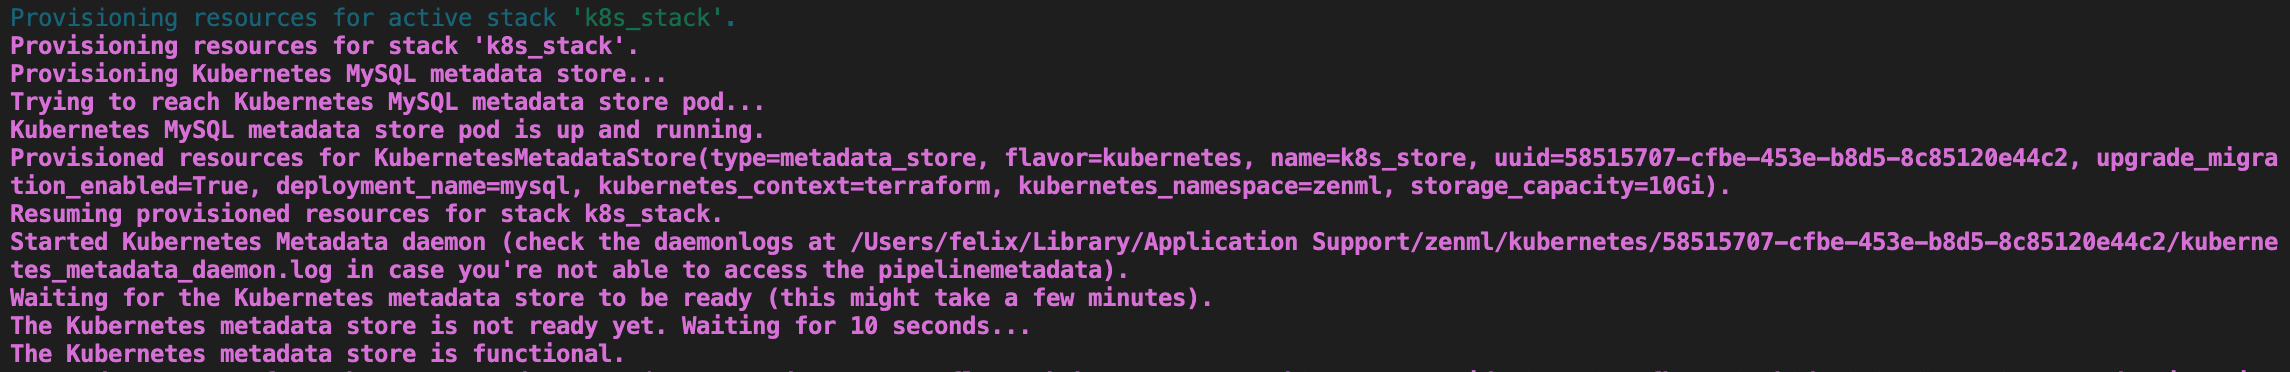 Provisioning resources for active stack 'k8s_stack'.
Provisioning resources for stack 'k8s_stack'.
Provisioning Kubernetes MySQL metadata store...
Trying to reach Kubernetes MySQL metadata store pod...
Kubernetes MySQL metadata store pod is up and running.
Provisioned resources for KubernetesMetadataStore(type=metadata_store, flavor=kubernetes, name=k8s_store, uuid=58515707-cfbe-453e-b8d5-8c85120e44c2, upgrade_migra
tion_enabled=True, deployment_name=mysql, kubernetes_context=terraform, kubernetes_namespace=zenml, storage_capacity=10Gi).
Resuming provisioned resources for stack k8s_stack.
Started Kubernetes Metadata daemon (check the daemonlogs at /Users/felix/Library/Application Support/zenml/kubernetes/58515707-cfbe-453e-b8d5-8c85120e44c2/kuberne
tes_metadata_daemon.log in case you're not able to access the pipelinemetadata).
Waiting for the Kubernetes metadata store to be ready (this might take a few minutes).
The Kubernetes metadata store is not ready yet. Waiting for 10 seconds...
The Kubernetes metadata store is functional.